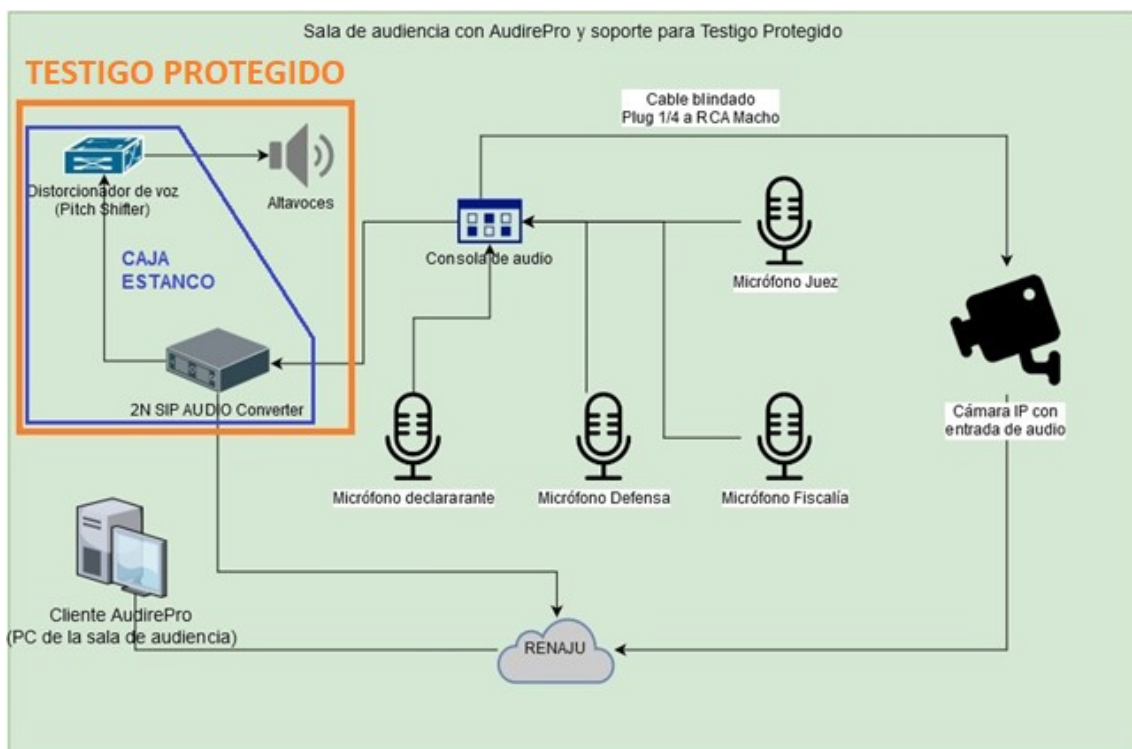 Sala de audiencia con AudirePro y soporte para Testigo Protegido
TESTIGO PROTEGIDO
Cable blindado
Plug 1/4 a RCA Macho
Distorcionador de voz
(Pitch Shifter)
Altavoces
CAJA
ESTANCO
Consola de audio
Micrófono Juez
2N SIP AUDIO Converter
Cámara IP con
entrada de audio
Micrófono declararante
Micrófono Defensa
Micrófono Fiscalía
Cliente AudirePro
(PC de la sala de audiencia)
RENAJU